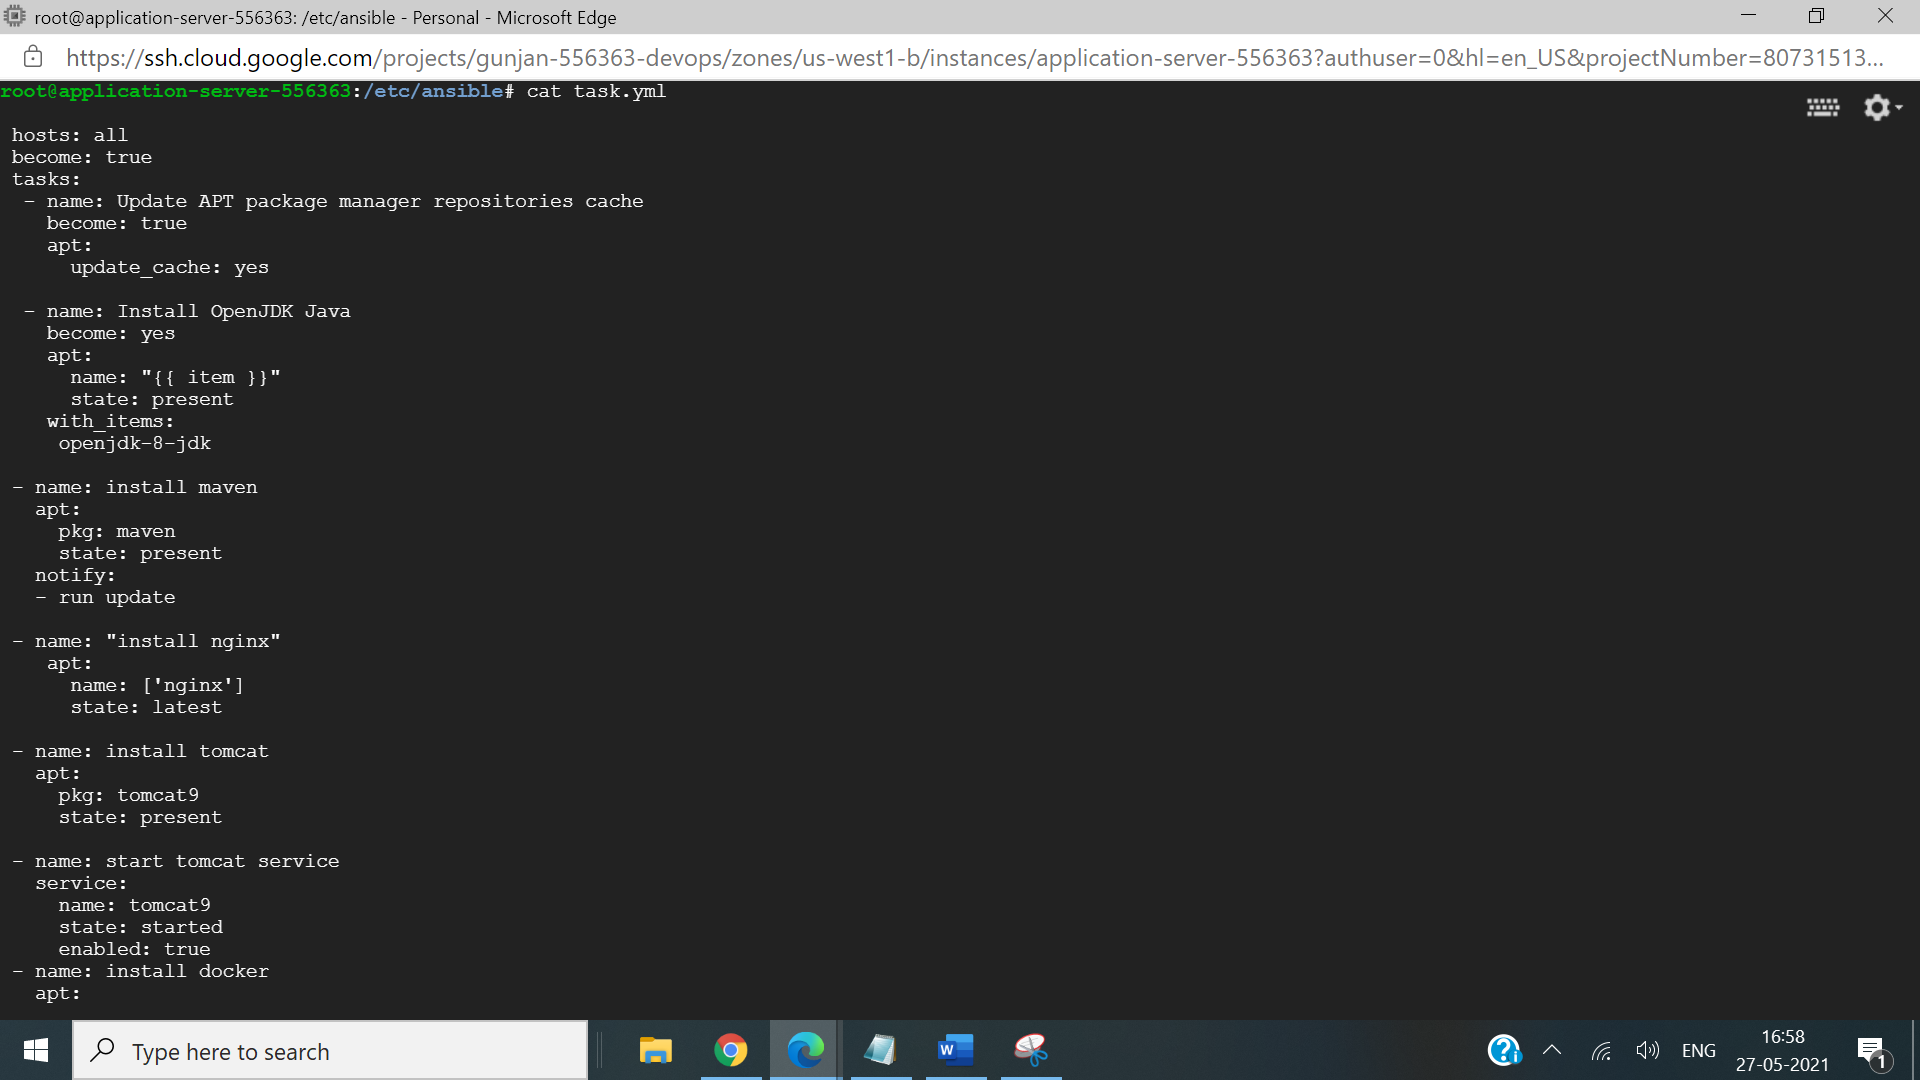 root@application-server-556363: /etc/ansible - Personal - Microsoft Edge
https://ssh.cloud.google.com/projects/gunjan-556363-devops/zones/us-west1-b/instances/application-server-556363?authuser=0&hl=en_US&projectNumber=80731513...
root@application-server-556363:/etc/ansible# cat task.yml
hosts: all
become: true
tasks:
- name: Update APT package manager repositories cache
become: true
apt:
update_cache: yes
- name: Install OpenJDK Java
become: yes
apt:
name: "{{ item }}"
state: present
with_items:
openjdk-8-jdk
- name: install maven
apt:
pkg: maven
state: present
notify:
- run update
- name: "install nginx"
apt:
name: ['nginx']
state: latest
- name: install tomcat
apt:
pkg: tomcat9
state: present
- name: start tomcat service
service:
name: tomcat9
state: started
enabled: true
- name: install docker
apt:
Type here to search
W
ENG
16:58
27-05-2021
1